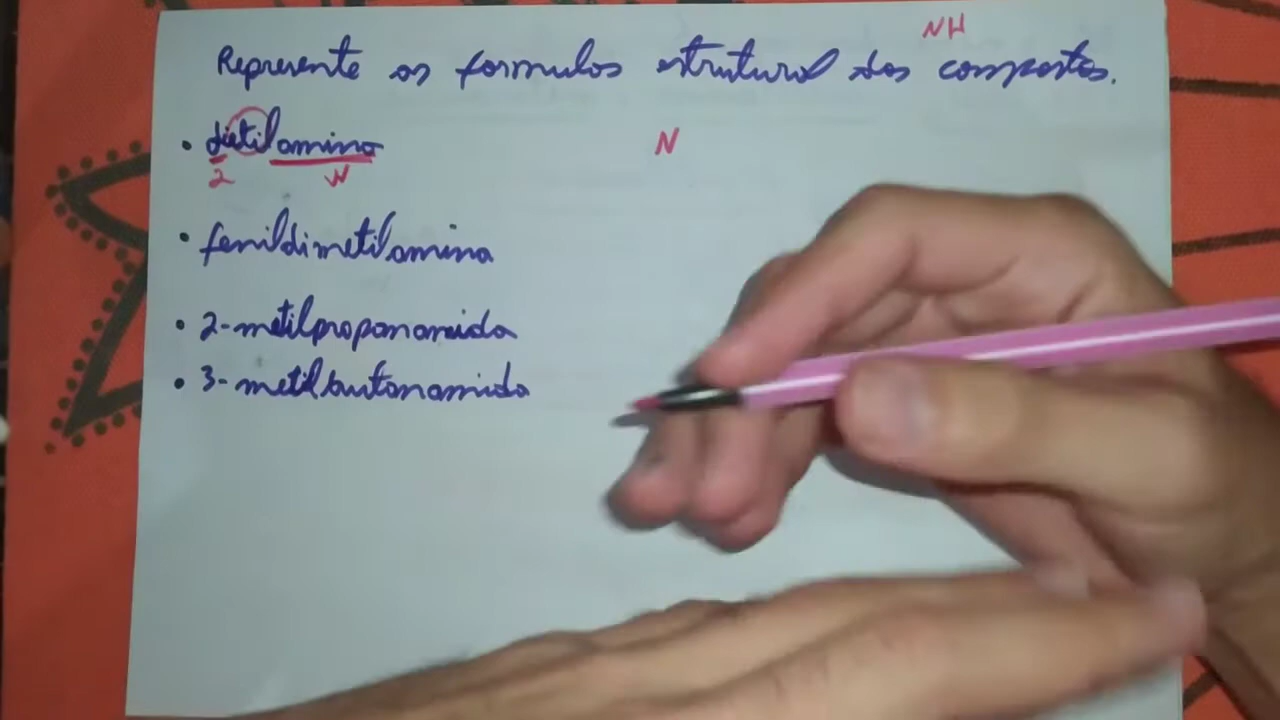 NH
Represente as formulas estrutural dos compostos.
• dietilamina
N
2 N
• fenildimetilamina
• 2-metilpropanamida
• 3-metilbutanamida